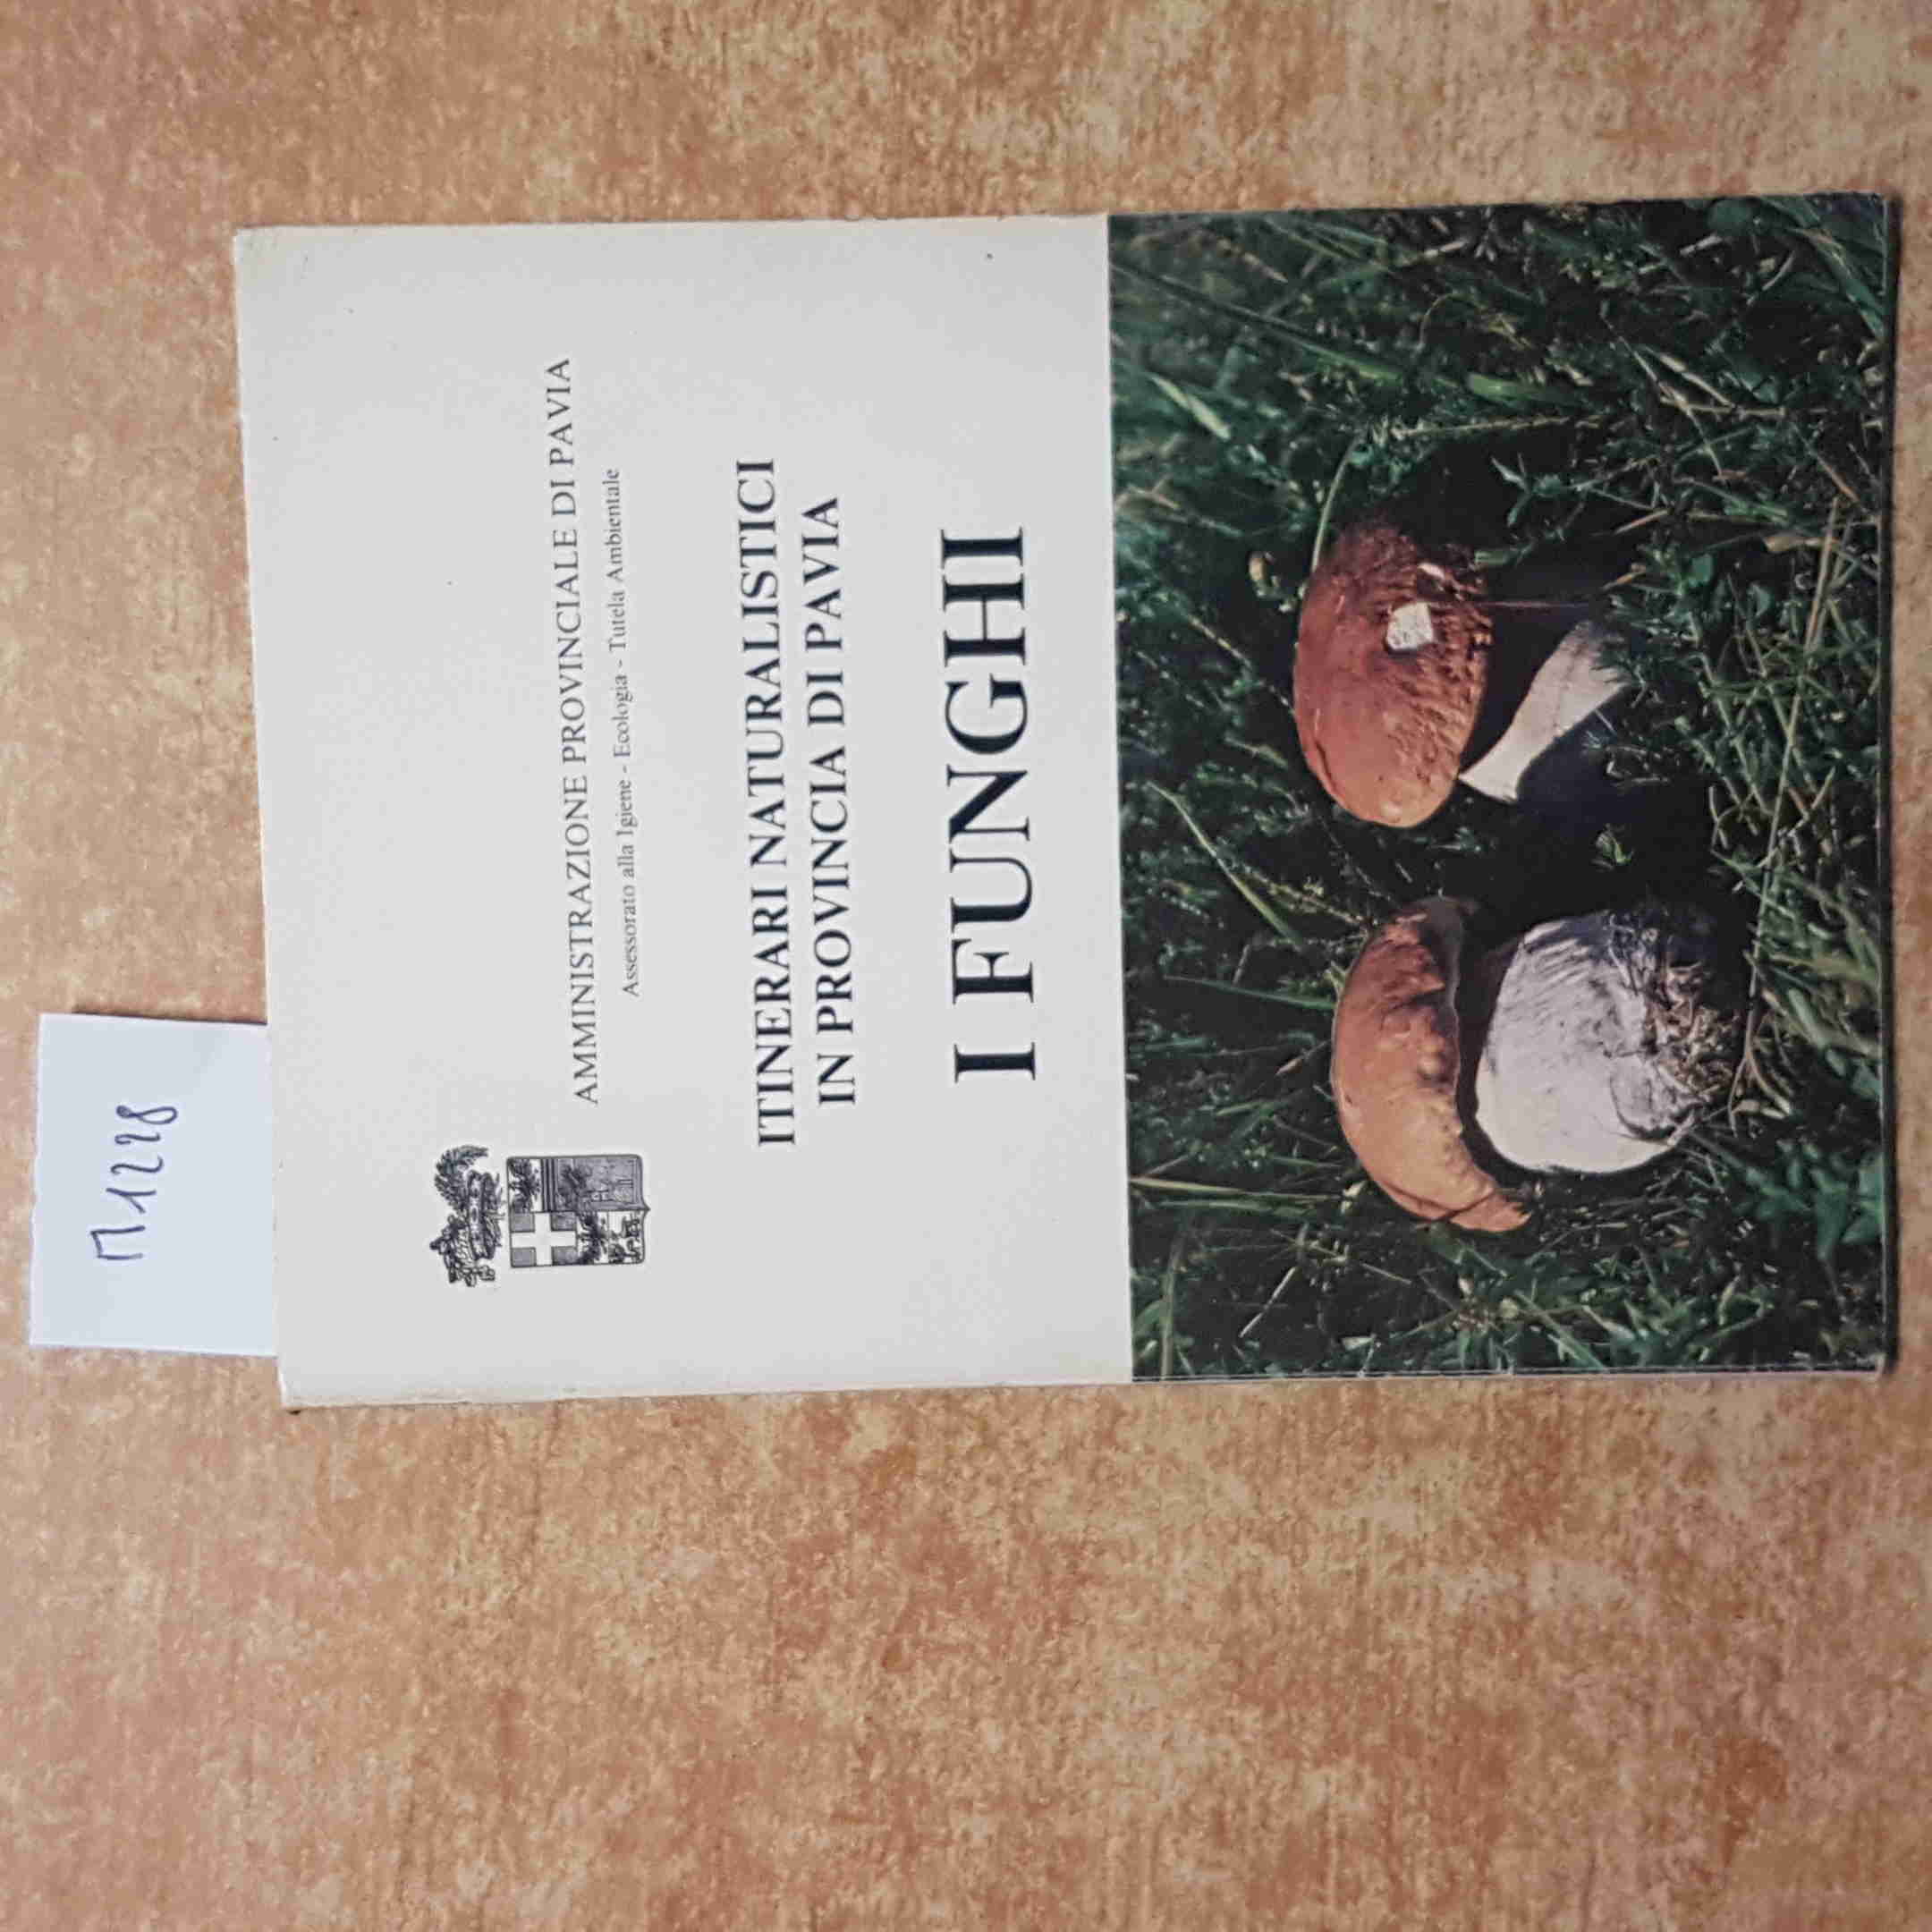 M1228
AMMINISTRAZIONE PROVINCIALE DI PAVIA
Assessorato alla Igiene - Ecologia - Tutela Ambientale
ITINERARI NATURALISTICI
IN PROVINCIA DI PAVIA
I FUNGHI